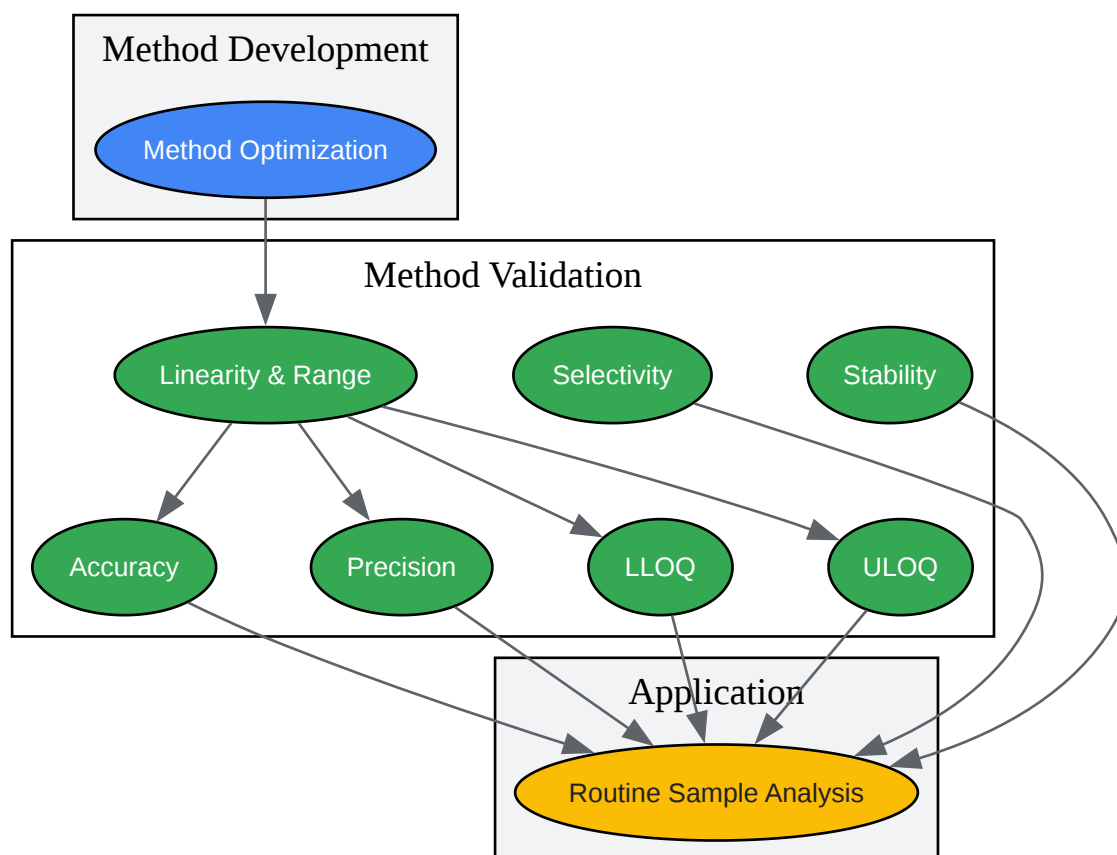 Method Development
Method Optimization
Method Validation
Linearity & Range
Selectivity
Stability
Accuracy
Precision
LLOQ
ULOQ
Application
Routine Sample Analysis